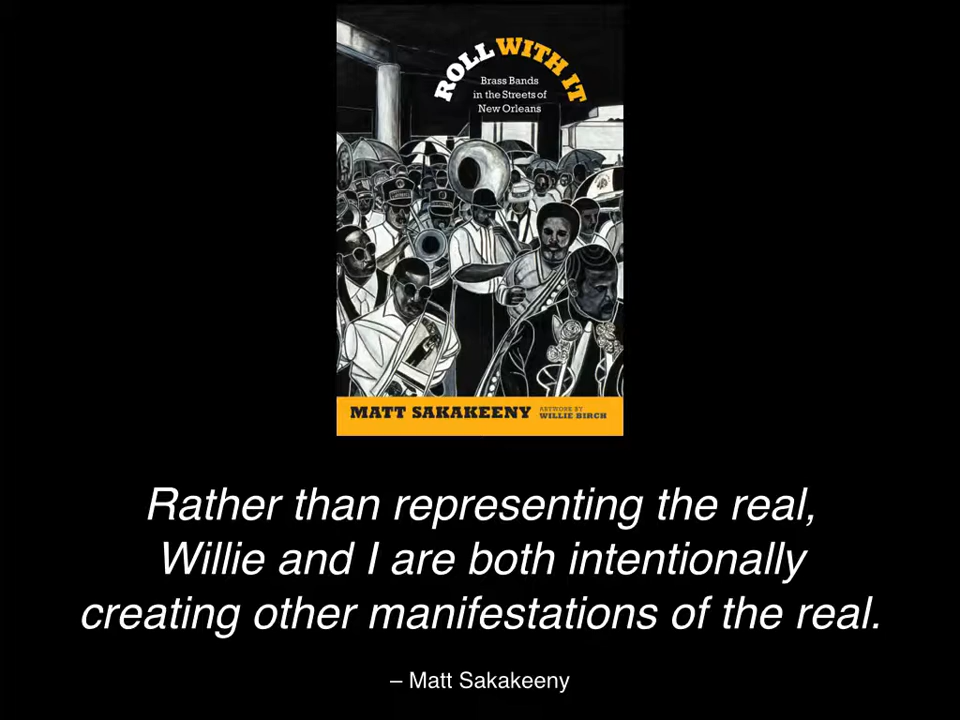 ROLL WITH IT
Brass Bands
in the Streets of
New Orleans
MATT SAKAKEENY
ARTWORK BY
WILLIE BIRCH
Rather than representing the real,
Willie and I are both intentionally
creating other manifestations of the real.
– Matt Sakakeeny